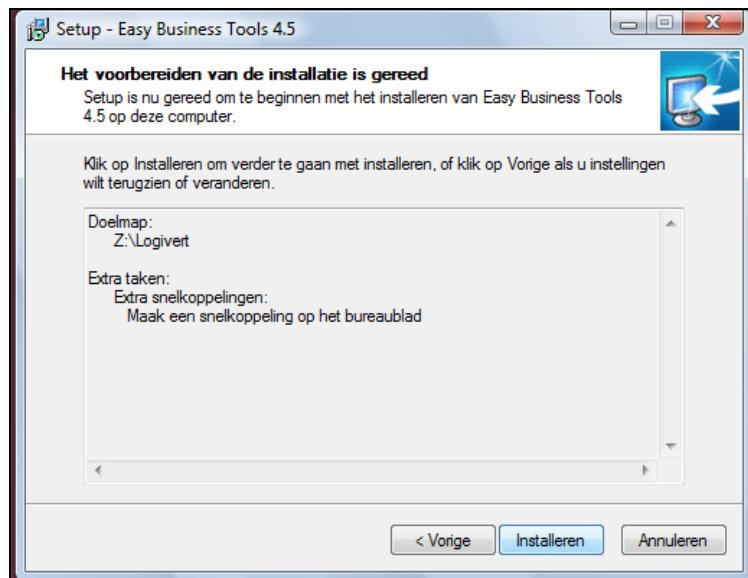 Setup - Easy Business Tools 4.5
Het voorbereiden van de installatie is gereed
Setup is nu gereed om te beginnen met het installeren van Easy Business Tools
4.5 op deze computer.
Klik op Installeren om verder te gaan met installeren, of klik op Vorige als u instellingen
wilt terugzien of veranderen.
Doelmap:
Z:\Logivert
Extra taken:
Extra snelkoppelingen:
Maak een snelkoppeling op het bureaublad
< Vorige
Installeren
Annuleren